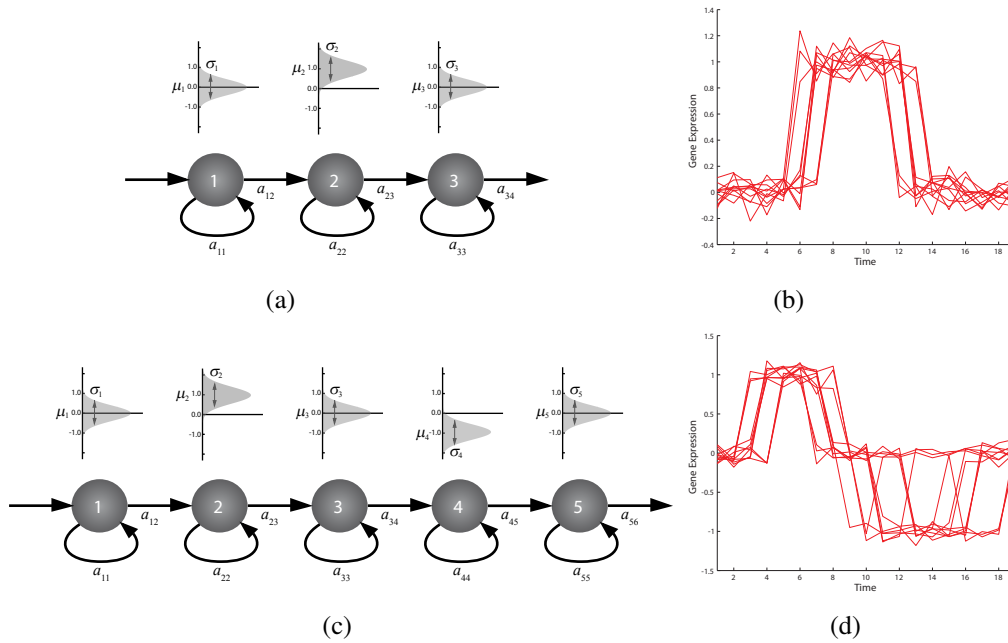 σ₁
μ₁
1.0
0.0
-1.0
σ₂
μ₂
1.0
0.0
-1.0
σ₃
μ₃
1.0
0.0
-1.0
1
2
3
a₁₂
a₂₃
a₃₄
a₁₁
a₂₂
a₃₃
(a)
1.4
1.2
1
0.8
0.6
0.4
0.2
0
-0.2
-0.4
Gene Expression
2 4 6 8 10 12 14 16 18
Time
(b)
σ₁
μ₁
1.0
0.0
-1.0
σ₂
μ₂
1.0
0.0
-1.0
σ₃
μ₃
1.0
0.0
-1.0
σ₄
μ₄
1.0
0.0
-1.0
σ₅
μ₅
1.0
0.0
-1.0
1
2
3
4
5
a₁₂
a₂₃
a₃₄
a₄₅
a₅₆
a₁₁
a₂₂
a₃₃
a₄₄
a₅₅
(c)
1.5
1
0.5
0
-0.5
-1
-1.5
Gene Expression
2 4 6 8 10 12 14 16 18
Time
(d)